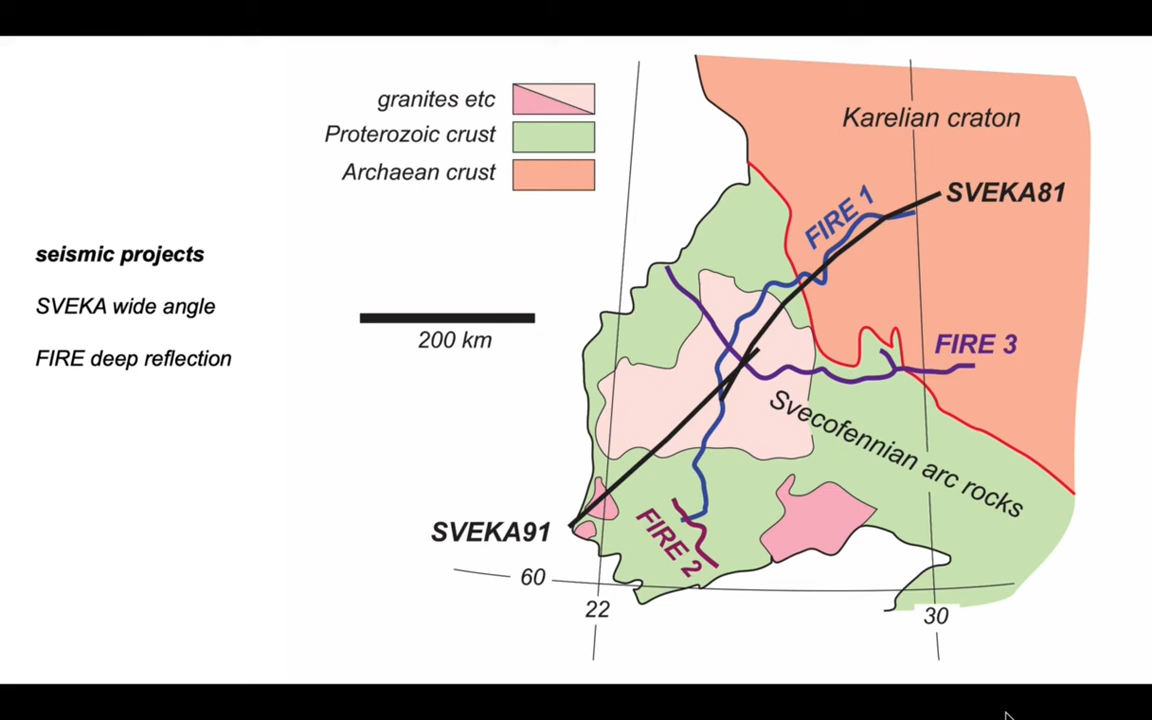 granites etc
Proterozoic crust
Archaean crust
seismic projects
SVEKA wide angle
FIRE deep reflection
200 km
Karelian craton
SVEKA81
FIRE 1
FIRE 3
Svecofennian arc rocks
SVEKA91
FIRE 2
60
22
30